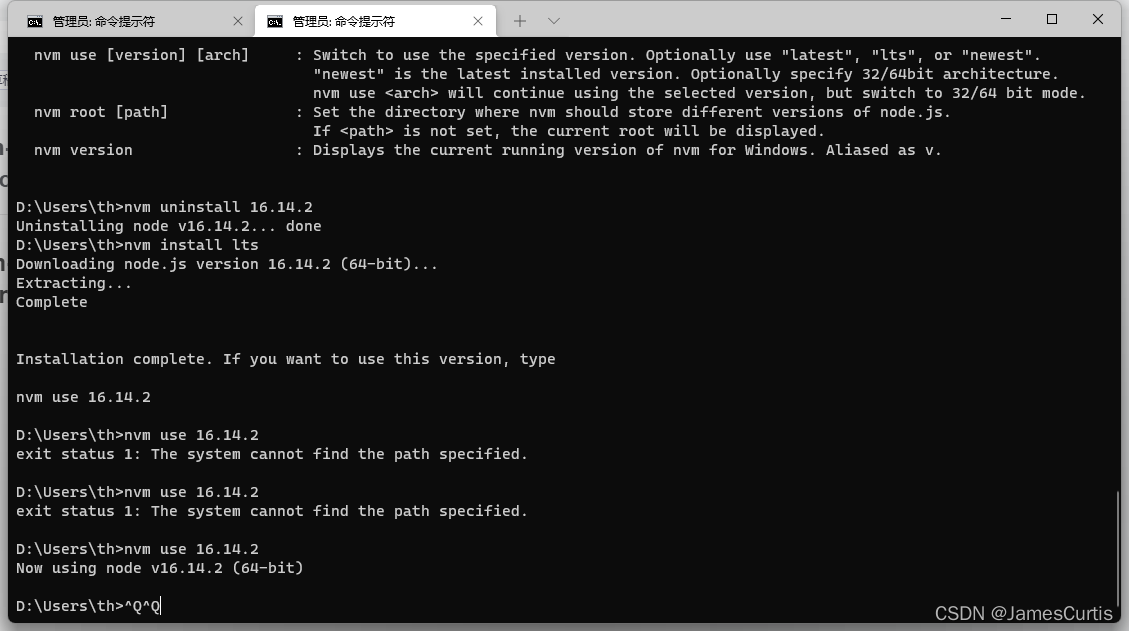 管理员: 命令提示符
管理员: 命令提示符
nvm use [version] [arch] : Switch to use the specified version. Optionally use "latest", "lts", or "newest".
"newest" is the latest installed version. Optionally specify 32/64bit architecture.
nvm use <arch> will continue using the selected version, but switch to 32/64 bit mode.
nvm root [path] : Set the directory where nvm should store different versions of node.js.
If <path> is not set, the current root will be displayed.
nvm version : Displays the current running version of nvm for Windows. Aliased as v.
D:\Users\th>nvm uninstall 16.14.2
Uninstalling node v16.14.2... done
D:\Users\th>nvm install lts
Downloading node.js version 16.14.2 (64-bit)...
Extracting...
Complete
Installation complete. If you want to use this version, type
nvm use 16.14.2
D:\Users\th>nvm use 16.14.2
exit status 1: The system cannot find the path specified.
D:\Users\th>nvm use 16.14.2
exit status 1: The system cannot find the path specified.
D:\Users\th>nvm use 16.14.2
Now using node v16.14.2 (64-bit)
D:\Users\th>^Q^Q
CSDN @JamesCurtis